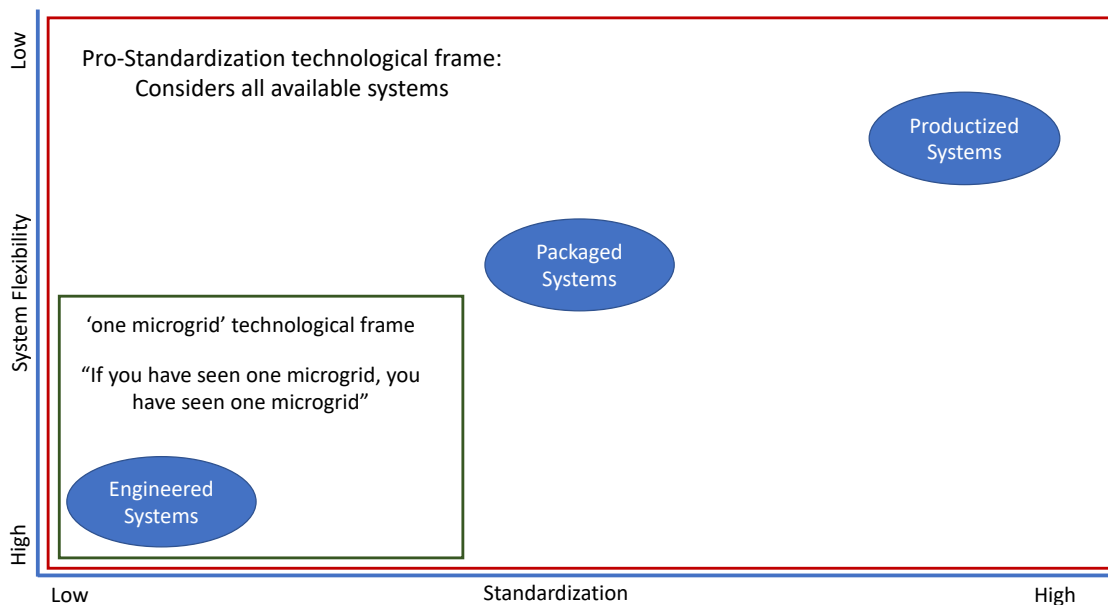 Low
Pro-Standardization technological frame:
Considers all available systems
Productized
Systems
System Flexibility
Packaged
Systems
‘one microgrid’ technological frame
“If you have seen one microgrid, you
have seen one microgrid”
Engineered
Systems
High
Low
Standardization
High